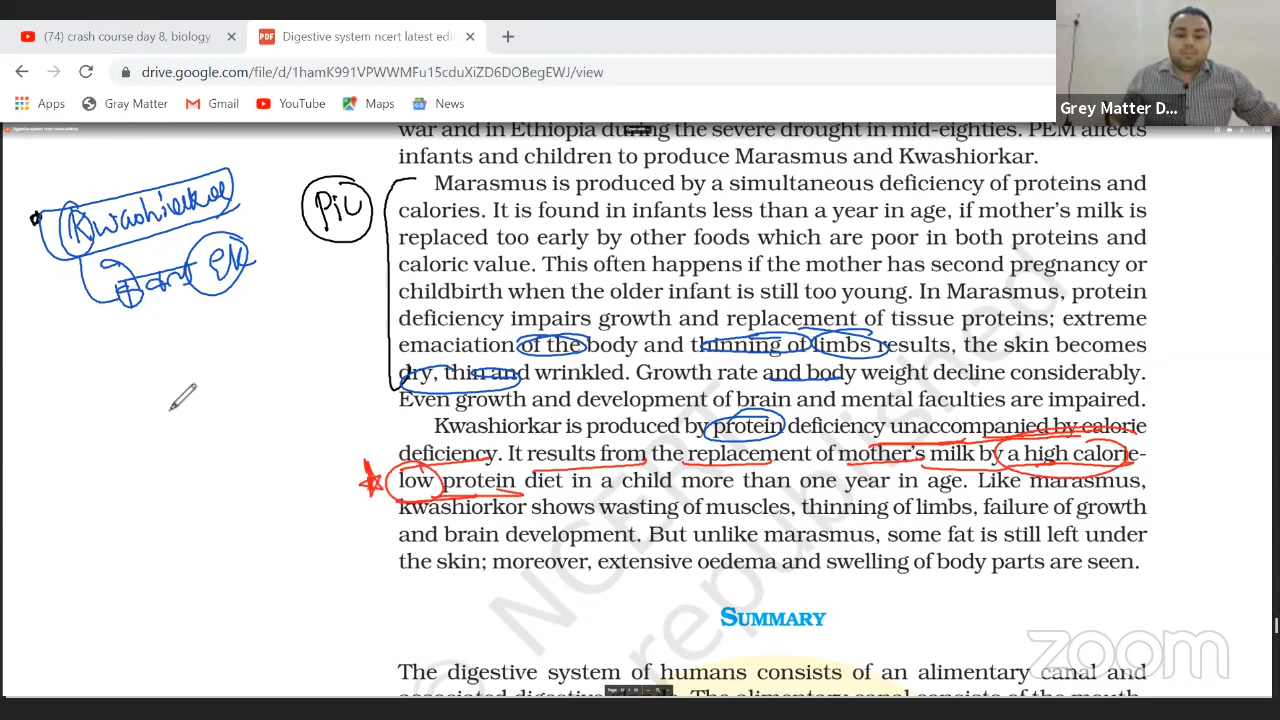 (74) crash course day 8, biology
Digestive system ncert latest edi
drive.google.com/file/d/1hamK991VPWWMFu15cduXiZD6DOBegEWJ/view
Apps Gray Matter Gmail YouTube Maps News
Grey Matter D...
war and in Ethiopia during the severe drought in mid-eighties. PEM affects
infants and children to produce Marasmus and Kwashiorkar.
Marasmus is produced by a simultaneous deficiency of proteins and
calories. It is found in infants less than a year in age, if mother's milk is
replaced too early by other foods which are poor in both proteins and
caloric value. This often happens if the mother has second pregnancy or
childbirth when the older infant is still too young. In Marasmus, protein
deficiency impairs growth and replacement of tissue proteins; extreme
emaciation of the body and thinning of limbs results, the skin becomes
dry, thin and wrinkled. Growth rate and body weight decline considerably.
Even growth and development of brain and mental faculties are impaired.
Kwashiorkar is produced by protein deficiency unaccompanied by calorie
deficiency. It results from the replacement of mother's milk by a high calorie-
low protein diet in a child more than one year in age. Like marasmus,
kwashiorkor shows wasting of muscles, thinning of limbs, failure of growth
and brain development. But unlike marasmus, some fat is still left under
the skin; moreover, extensive oedema and swelling of body parts are seen.
Kwashiorkor
PiU
© NCERT
republished
SUMMARY
The digestive system of humans consists of an alimentary canal and
zoom